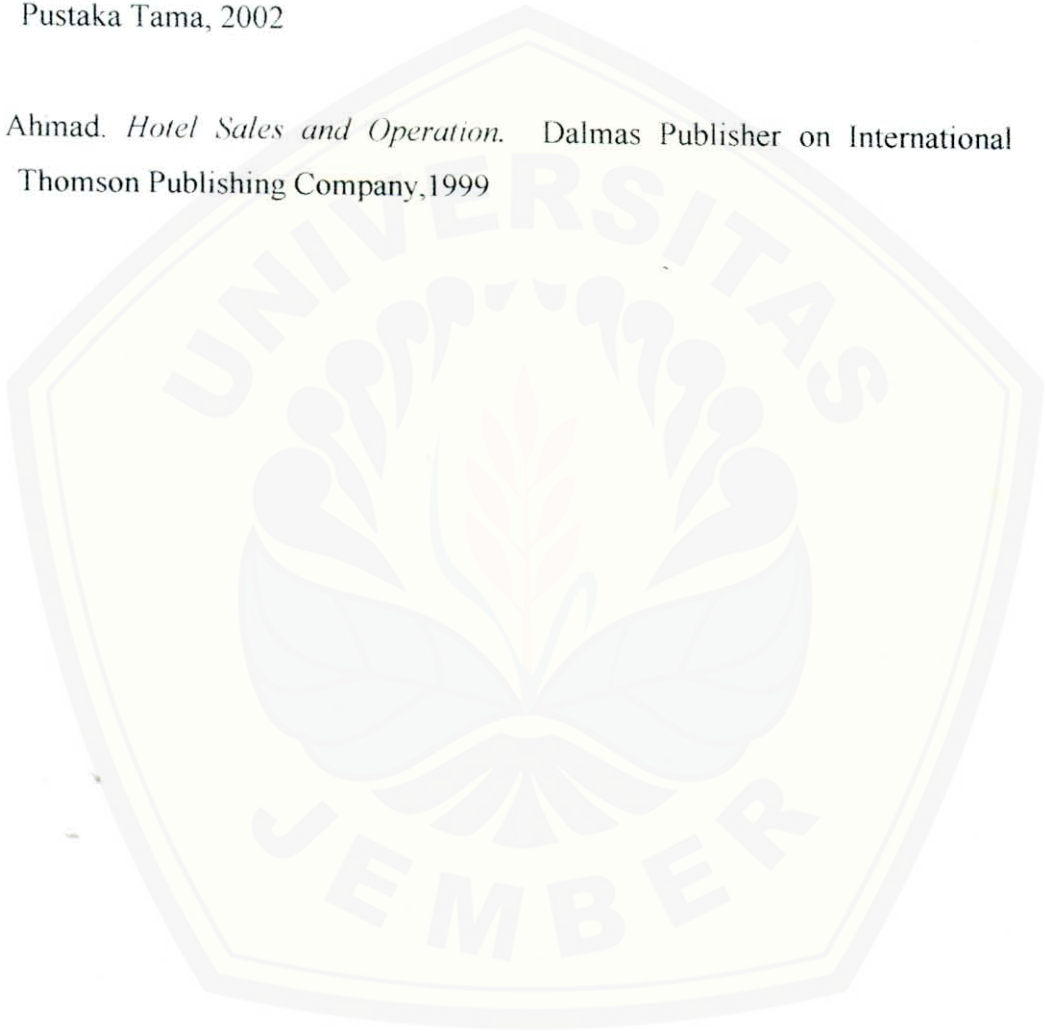 Pustaka Tama, 2002
Ahmad. Hotel Sales and Operation. Dalmas Publisher on International
Thomson Publishing Company,1999
UNIVERSITAS
JEMBER